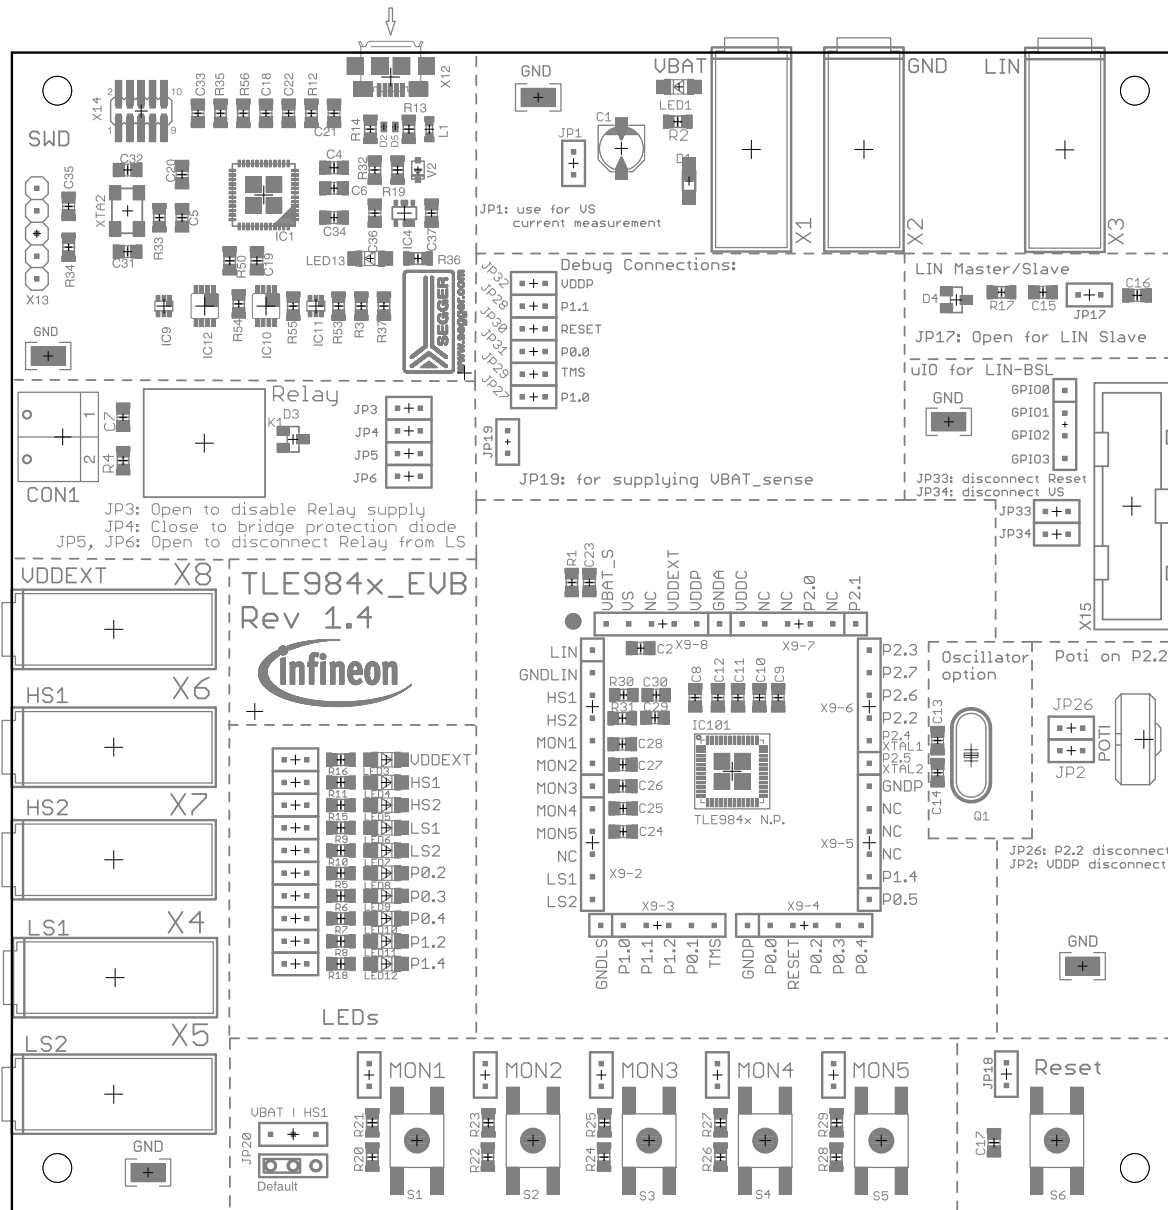 SWD
X14
2
10
1
9
C33
R35
R56
C18
C22
R12
C21
X12
R14
D2
D5
R13
L1
C32
C20
C35
XTA2
R33
C5
C31
R34
X13
IC1
C4
C6
C34
R32
R19
V2
C36
IC4
C37
R50
C19
LED13
R36
IC9
IC12
R54
IC10
R55
IC11
R53
R3
R37
SEGGER
www.segger.com
GND
GND
VBAT
LED1
R2
C1
JP1
D1
JP1: use for VS
current measurement
X1
GND
X2
LIN
X3
Debug Connections:
JP32
VDDP
JP28
P1.1
JP30
RESET
JP31
P0.0
JP29
TMS
JP27
P1.0
JP19
JP19: for supplying VBAT_sense
LIN Master/Slave
D4
R17
C15
JP17
C16
JP17: Open for LIN Slave
uIO for LIN-BSL
GND
GPIO0
GPIO1
GPIO2
GPIO3
JP33: disconnect Reset
JP34: disconnect VS
JP33
JP34
X15
Relay
1
2
CON1
C7
R4
K1
D3
JP3
JP4
JP5
JP6
JP3: Open to disable Relay supply
JP4: Close to bridge protection diode
JP5, JP6: Open to disconnect Relay from LS
VDDEXT
X8
HS1
X6
HS2
X7
LS1
X4
LS2
X5
GND
TLE984x_EVB
Rev 1.4
infineon
R1
C23
VBAT_S
VS
NC
VDDEXT
VDDP
GNDA
VDDC
NC
NC
P2.0
NC
P2.1
X9-8
X9-7
C2
LIN
GNDLIN
HS1
HS2
MON1
MON2
MON3
MON4
MON5
NC
LS1
LS2
R30
C30
R31
C29
C28
C27
C26
C25
C24
C8
C12
C11
C10
C9
IC101
TLE984x N.P.
X9-2
X9-3
X9-4
X9-6
X9-5
P2.3
P2.7
P2.6
P2.2
P2.4
XTAL1
P2.5
XTAL2
GNDP
NC
NC
NC
P1.4
P0.5
GNDLS
P1.0
P1.1
P1.2
P0.1
TMS
GNDP
P0.0
RESET
P0.2
P0.3
P0.4
Oscillator
option
C13
C14
Q1
Poti on P2.2
JP26
JP2
POTI
JP26: P2.2 disconnect
JP2: VDDP disconnect
GND
VDDEXT
R16
LED3
HS1
R11
LED4
HS2
R15
LED5
LS1
R9
LED6
LS2
R10
LED7
P0.2
R5
LED8
P0.3
R6
LED9
P0.4
R7
LED10
P1.2
R8
LED11
P1.4
R18
LED12
LEDs
VBAT | HS1
JP20
Default
MON1
R21
R20
S1
MON2
R23
R22
S2
MON3
R25
R24
S3
MON4
R27
R26
S4
MON5
R29
R28
S5
JP18
Reset
C17
S6